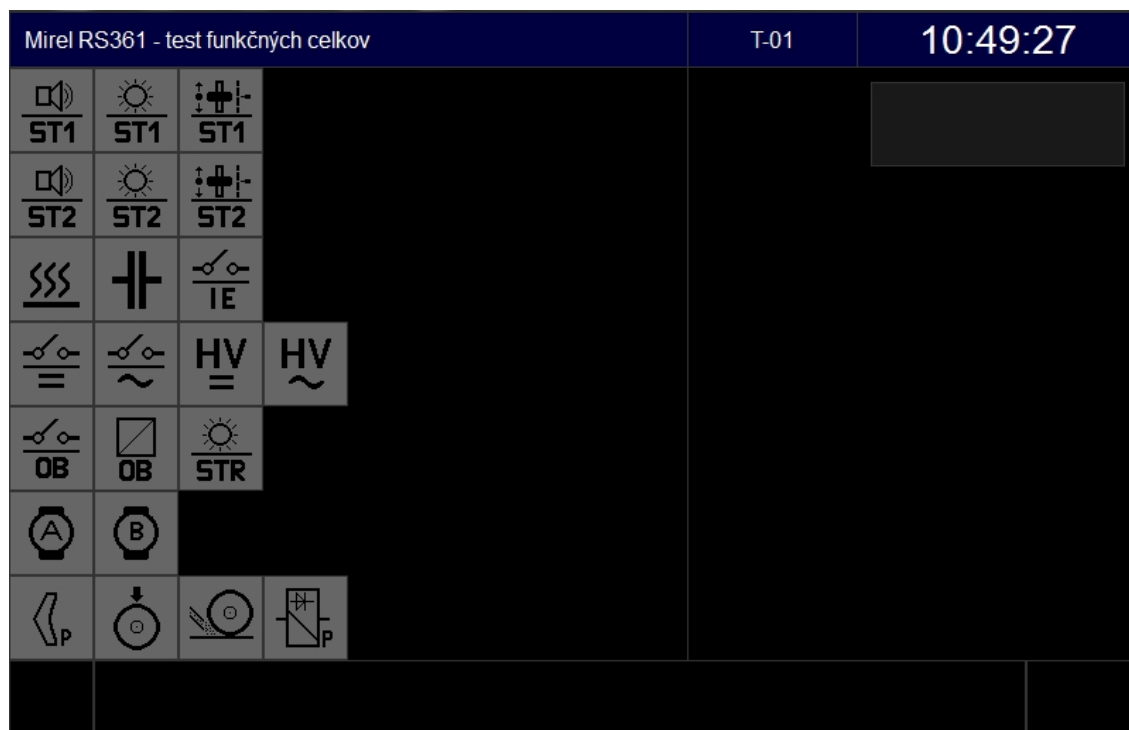 Mirel RS361 - test funkčných celkov T-01 10:49:27
ST1 ST1 ST1
ST2 ST2 ST2
IE
HV HV
OB OB STR
A B
P P